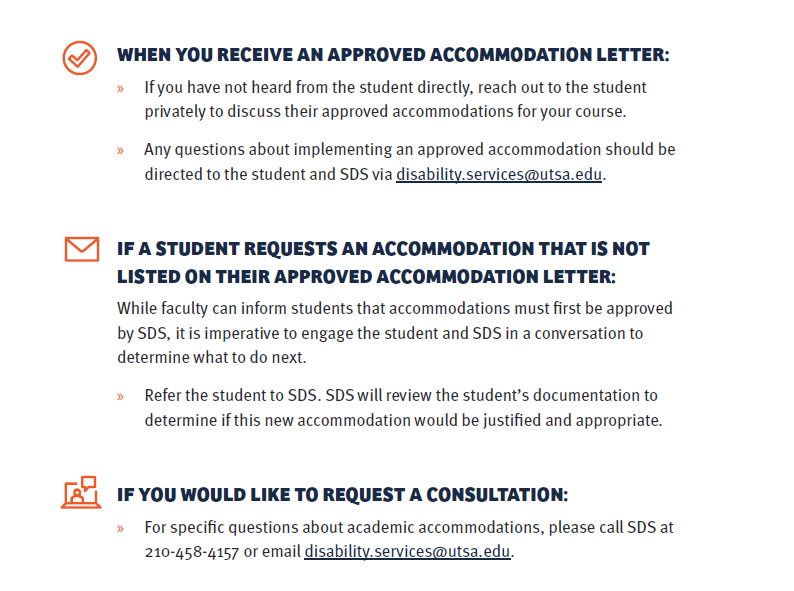 WHEN YOU RECEIVE AN APPROVED ACCOMMODATION LETTER:
» If you have not heard from the student directly, reach out to the student
privately to discuss their approved accommodations for your course.
» Any questions about implementing an approved accommodation should be
directed to the student and SDS via disability.services@utsa.edu.
IF A STUDENT REQUESTS AN ACCOMMODATION THAT IS NOT
LISTED ON THEIR APPROVED ACCOMMODATION LETTER:
While faculty can inform students that accommodations must first be approved
by SDS, it is imperative to engage the student and SDS in a conversation to
determine what to do next.
» Refer the student to SDS. SDS will review the student’s documentation to
determine if this new accommodation would be justified and appropriate.
IF YOU WOULD LIKE TO REQUEST A CONSULTATION:
» For specific questions about academic accommodations, please call SDS at
210-458-4157 or email disability.services@utsa.edu.